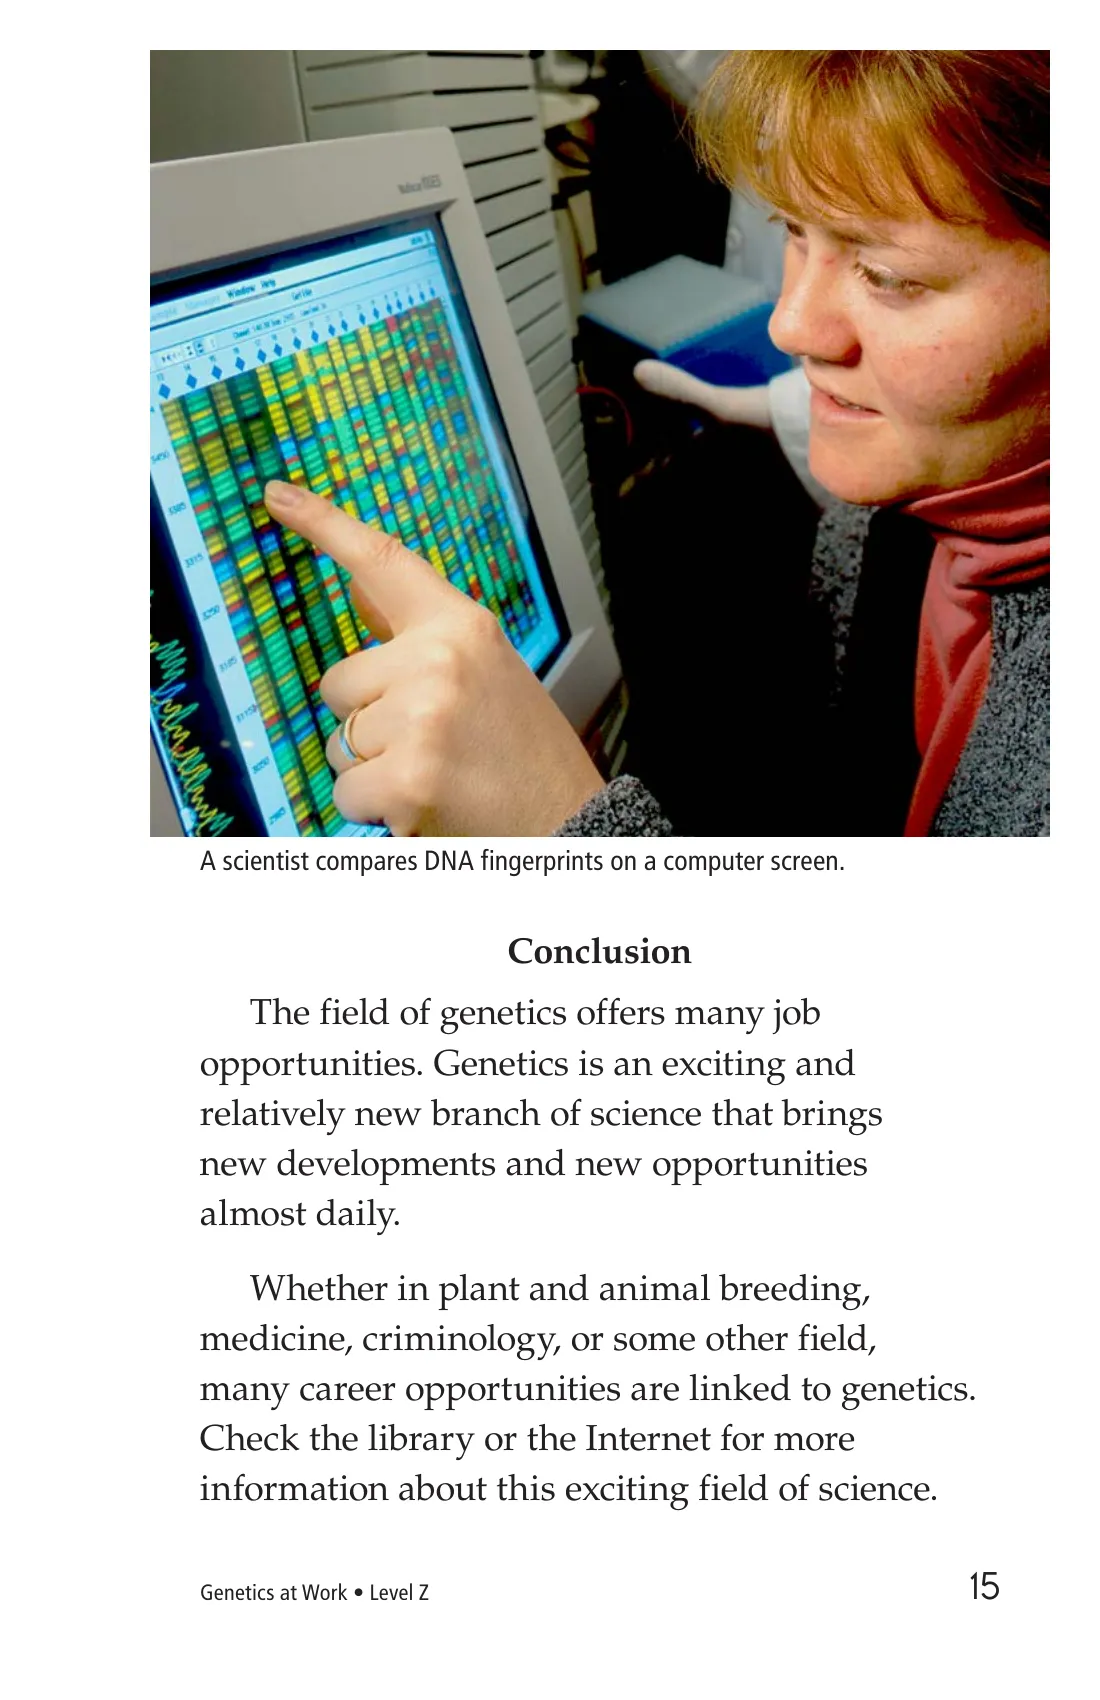 Window Help
A scientist compares DNA fingerprints on a computer screen.
Conclusion
The field of genetics offers many job
opportunities. Genetics is an exciting and
relatively new branch of science that brings
new developments and new opportunities
almost daily.
Whether in plant and animal breeding,
medicine, criminology, or some other field,
many career opportunities are linked to genetics.
Check the library or the Internet for more
information about this exciting field of science.
Genetics at Work • Level Z
15